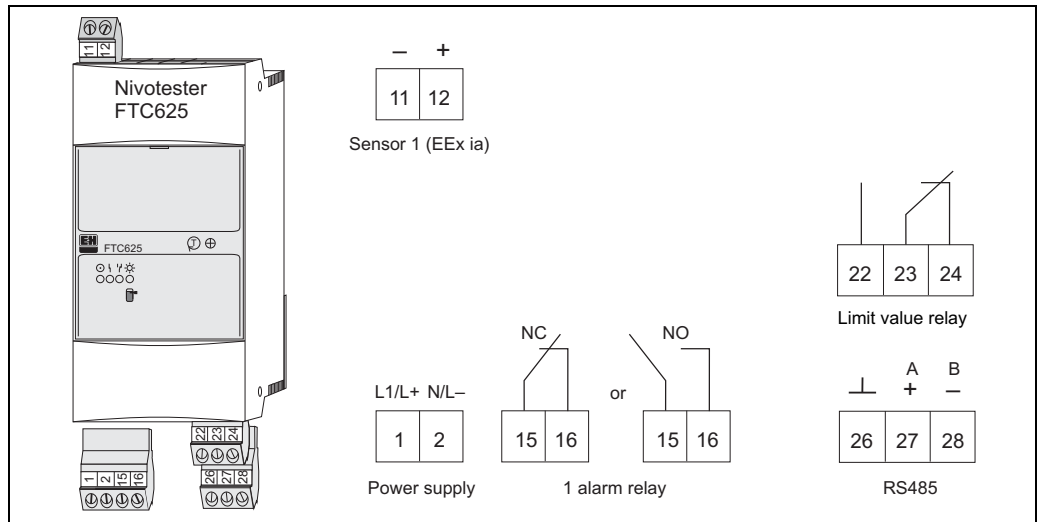 11 12
Nivotester
FTC625
EH FTC625
1 2 15 16
22 23 24
26 27 28
– +
11 12
Sensor 1 (EEx ia)
22 23 24
Limit value relay
L1/L+ N/L–
1 2
Power supply
NC or NO
15 16 15 16
1 alarm relay
A B
+ –
26 27 28
RS485